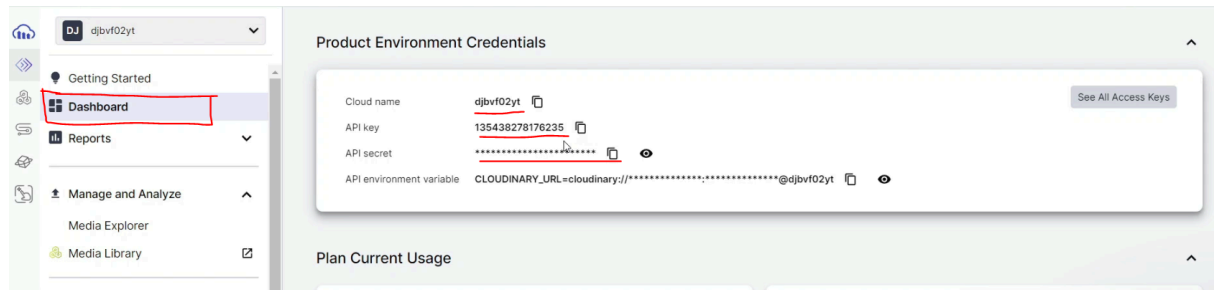 DJ djbvf02yt
Getting Started
Dashboard
Reports
Manage and Analyze
Media Explorer
Media Library
Product Environment Credentials
See All Access Keys
Cloud name djbvf02yt
API key 135438278176235
API secret ***********************
API environment variable CLOUDINARY_URL=cloudinary://**************:**************@djbvf02yt
Plan Current Usage